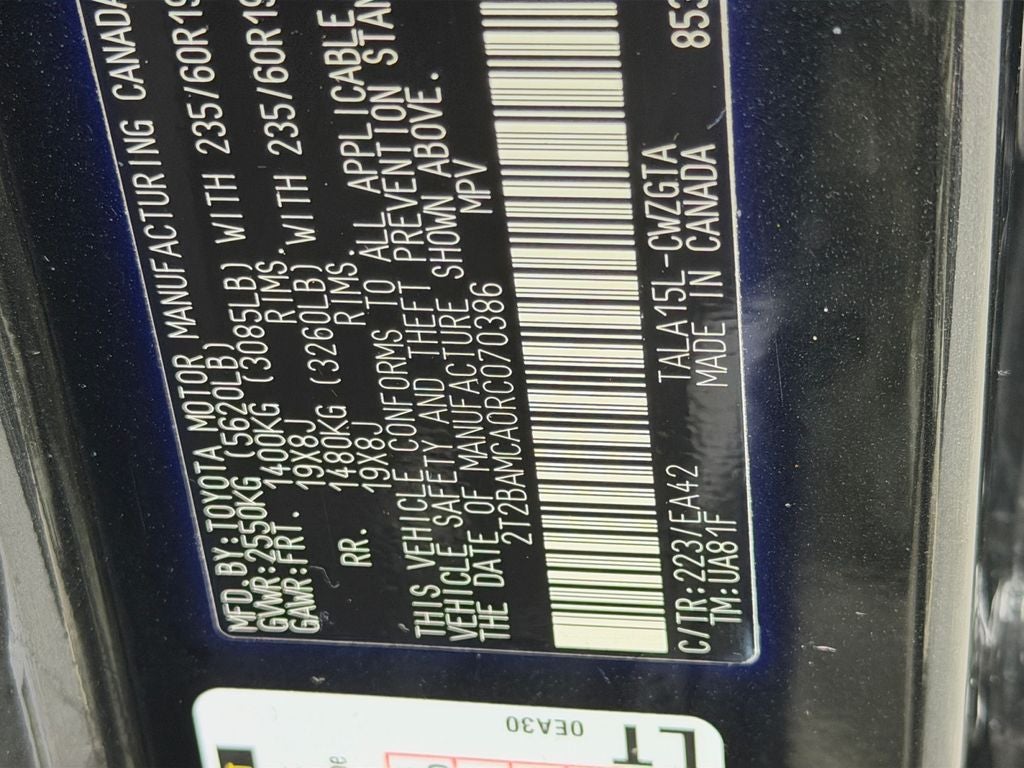 MFD.BY:TOYOTA MOTOR MANUFACTURING CANADA
GVWR:2550KG (5620LB)
GAWR:FRT. 1400KG (3085LB) WITH 235/60R19
19X8J RIMS.
RR. 1480KG (3260LB) WITH 235/60R19
19X8J RIMS.
THIS VEHICLE CONFORMS TO ALL APPLICABLE
VEHICLE SAFETY AND THEFT PREVENTION STAN
THE DATE OF MANUFACTURE SHOWN ABOVE.
2T2BAMCA0RC070386 MPV
C/TR:223/EA42 TALA15L-CWZGTA 853
TM:UA81F MADE IN CANADA
0EA30